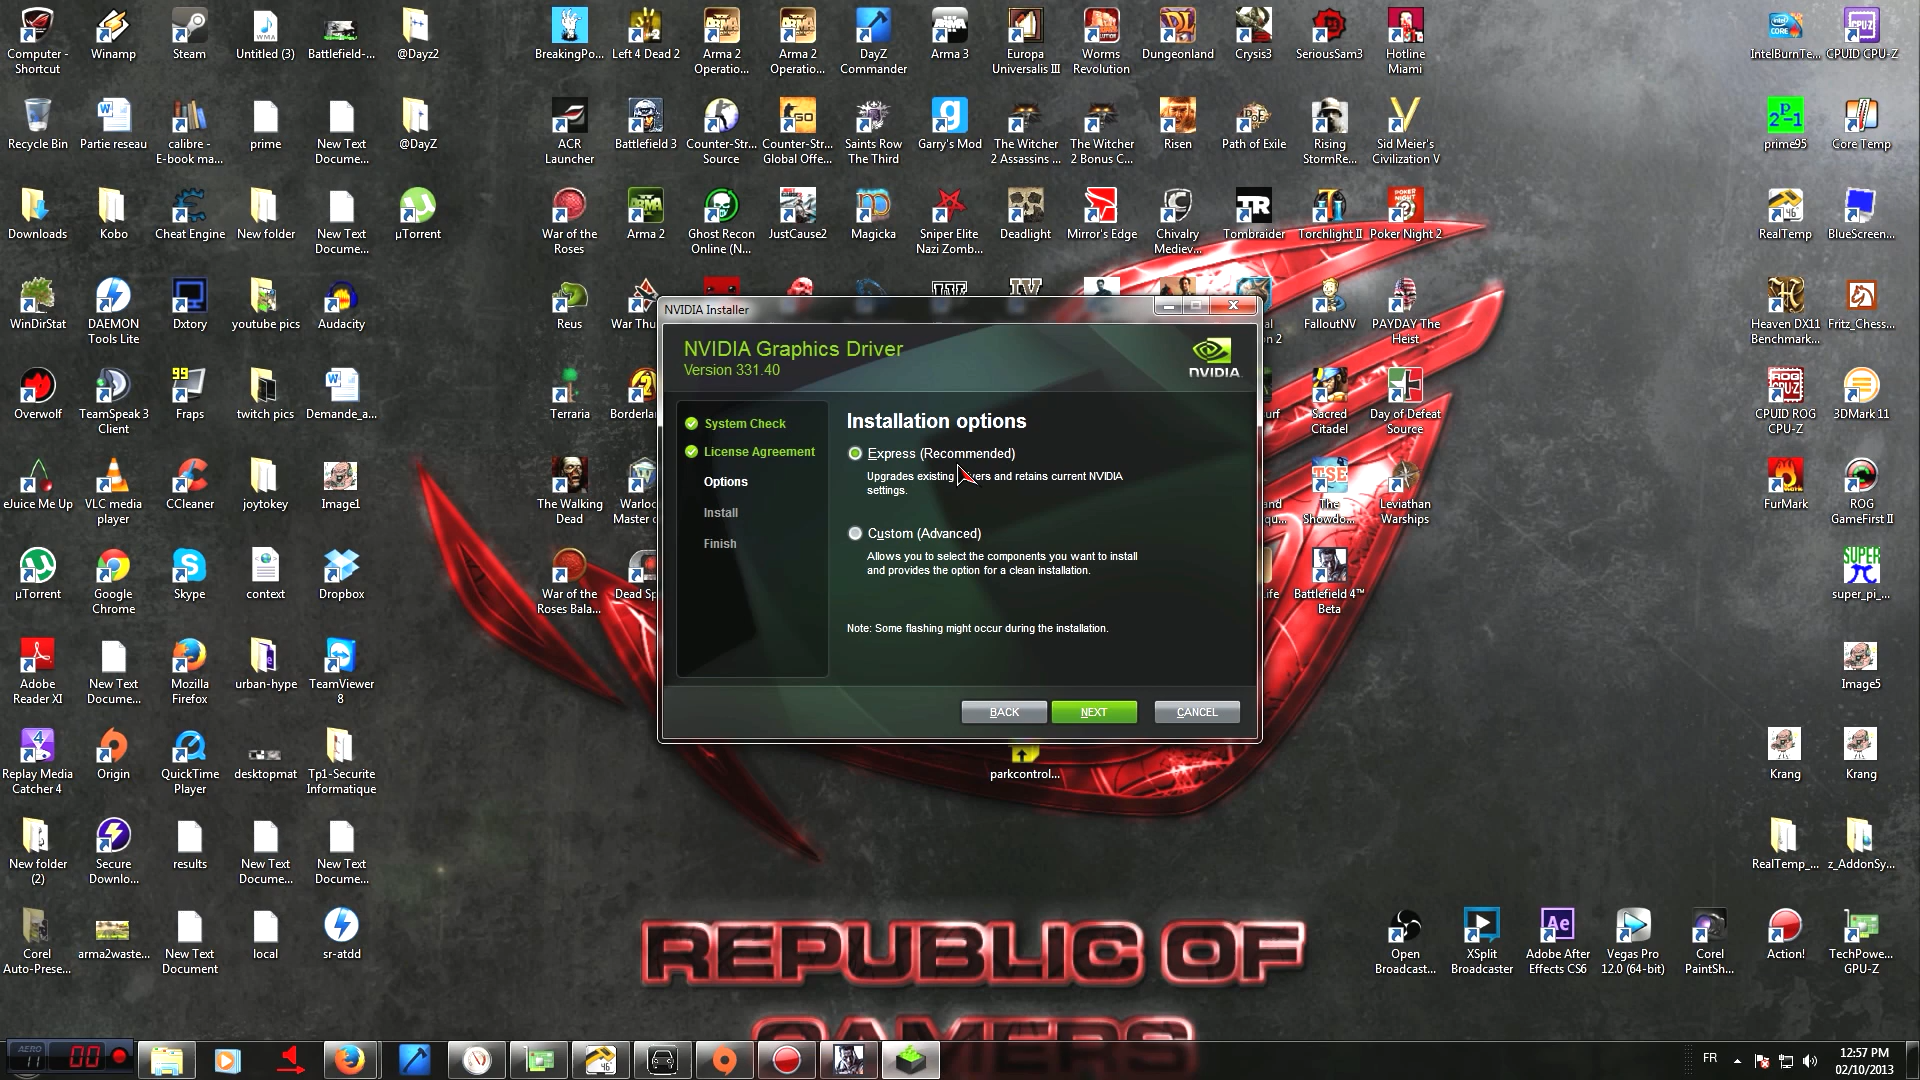 Computer - Shortcut
Winamp
Steam
Untitled (3)
Battlefield-...
@Dayz2
BreakingPo...
Left 4 Dead 2
Arma 2 Operatio...
Arma 2 Operatio...
DayZ Commander
Arma 3
Europa Universalis III
Worms Revolution
Dungeonland
Crysis3
SeriousSam3
Hotline Miami
IntelBurnTe...
CPUID CPU-Z
Recycle Bin
Partie reseau
calibre - E-book ma...
prime
New Text Docume...
@DayZ
ACR Launcher
Battlefield 3
Counter-Str... Source
Counter-Str... Global Offe...
Saints Row The Third
Garry's Mod
The Witcher 2 Assassins ...
The Witcher 2 Bonus C...
Risen
Path of Exile
Rising StormRe...
Sid Meier's Civilization V
prime95
Core Temp
Downloads
Kobo
Cheat Engine
New folder
New Text Docume...
µTorrent
War of the Roses
Arma 2
Ghost Recon Online (N...
JustCause2
Magicka
Sniper Elite Nazi Zomb...
Deadlight
Mirror's Edge
Chivalry Mediev...
Tombraider
Torchlight II
Poker Night 2
RealTemp
BlueScreen...
WinDirStat
DAEMON Tools Lite
Dxtory
youtube pics
Audacity
Reus
War Thu
FalloutNV
PAYDAY The Heist
Heaven DX11 Benchmark...
Fritz_Chess...
NVIDIA Installer
NVIDIA Graphics Driver
Version 331.40
NVIDIA
System Check
License Agreement
Options
Install
Finish
Installation options
Express (Recommended)
Upgrades existing drivers and retains current NVIDIA
settings.
Custom (Advanced)
Allows you to select the components you want to install
and provides the option for a clean installation.
Note: Some flashing might occur during the installation.
BACK
NEXT
CANCEL
Overwolf
TeamSpeak 3 Client
99
Fraps
twitch pics
Demande_a...
Terraria
Borderlan
Sacred Citadel
Day of Defeat Source
CPUID ROG CPU-Z
3DMark 11
eJuice Me Up
VLC media player
CCleaner
joytokey
Image1
The Walking Dead
Warloc Master o
The Showdo...
Leviathan Warships
FurMark
ROG GameFirst II
µTorrent
Google Chrome
Skype
context
Dropbox
War of the Roses Bala...
Dead Sp
Battlefield 4™ Beta
super_pi_...
Adobe Reader XI
New Text Docume...
Mozilla Firefox
urban-hype
TeamViewer 8
Image5
Replay Media Catcher 4
Origin
QuickTime Player
desktopmat
Tp1-Securite Informatique
parkcontrol...
Krang
Krang
New folder (2)
Secure Downlo...
results
New Text Docume...
New Text Docume...
RealTemp_...
z_AddonSy...
Corel Auto-Prese...
arma2waste...
New Text Document
local
sr-atdd
REPUBLIC OF
GAMERS
Open Broadcast...
XSplit Broadcaster
Adobe After Effects CS6
Vegas Pro 12.0 (64-bit)
Corel PaintSh...
Action!
TechPowe... GPU-Z
AERO
11
00
46
FR
12:57 PM
02/10/2013